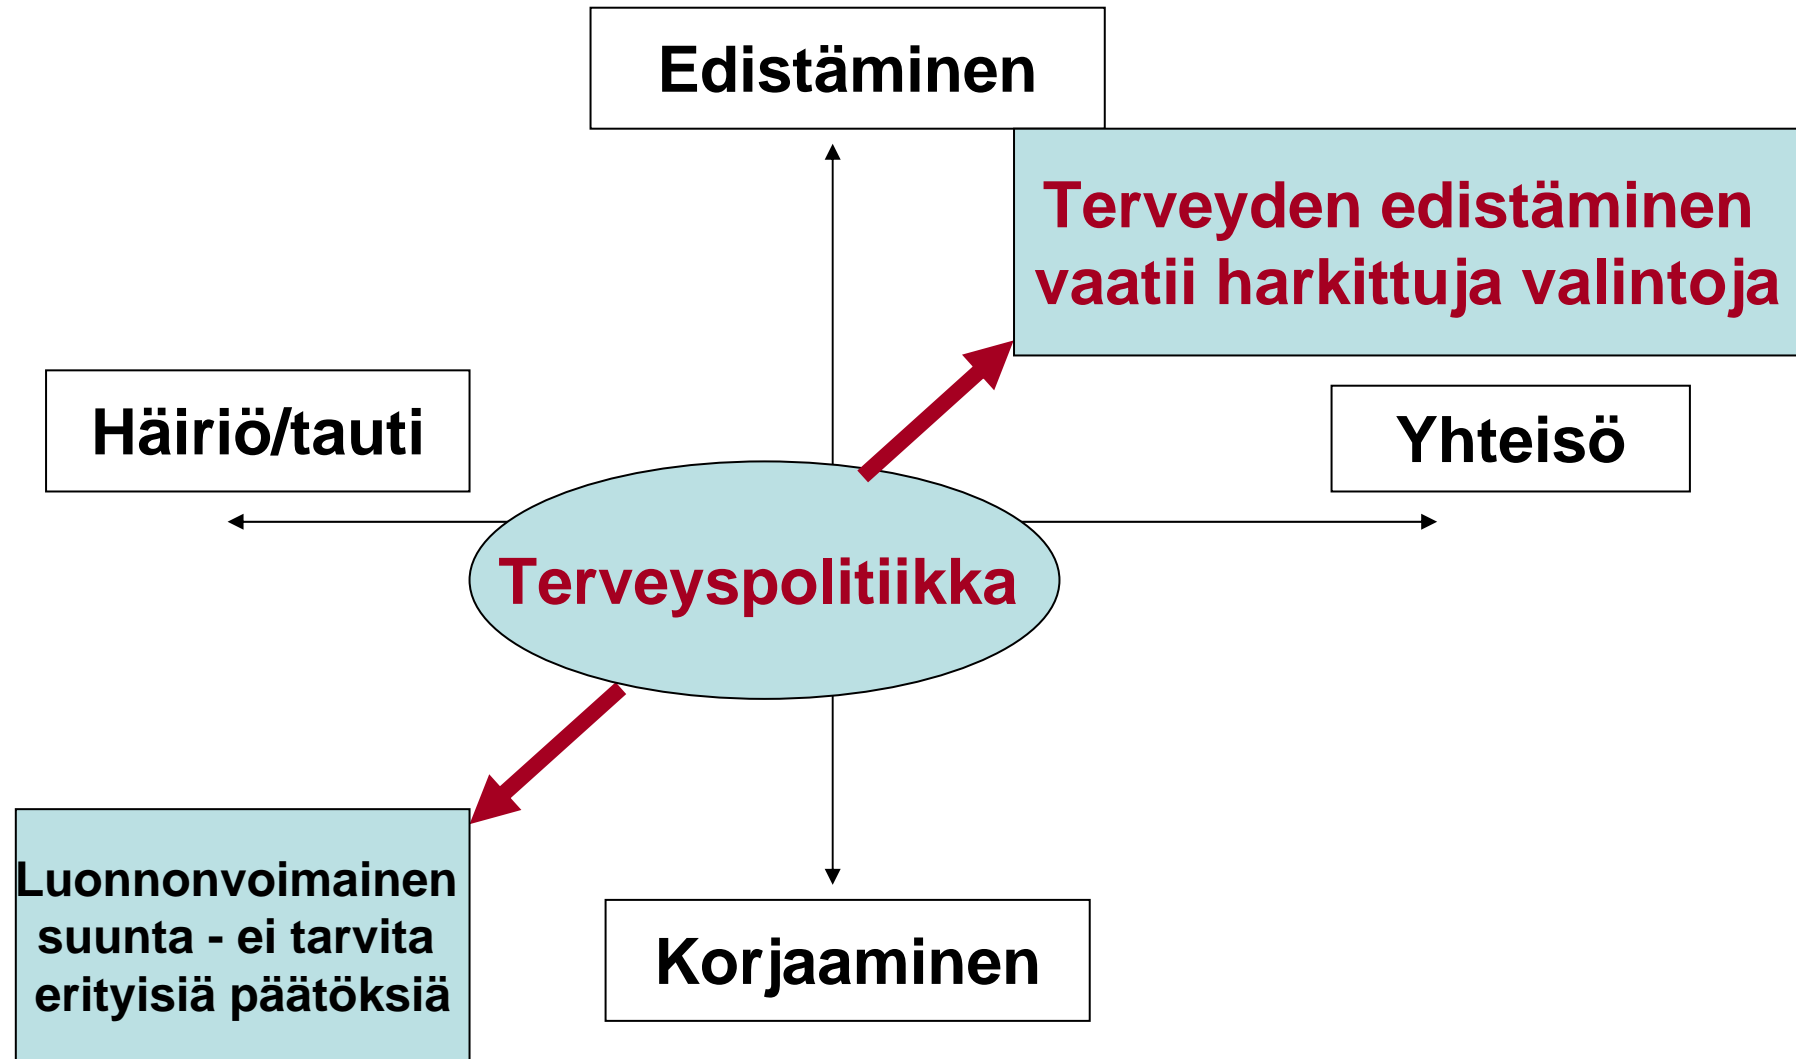 Edistäminen
Terveyden edistäminen
vaatii harkittuja valintoja
Häiriö/tauti
Yhteisö
Terveyspolitiikka
Luonnonvoimainen
suunta - ei tarvita
erityisiä päätöksiä
Korjaaminen